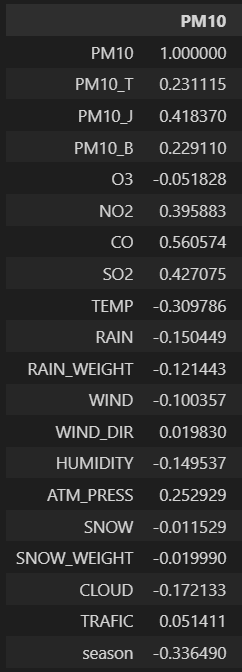 PM10
PM10 1.000000
PM10_T 0.231115
PM10_J 0.418370
PM10_B 0.229110
O3 -0.051828
NO2 0.395883
CO 0.560574
SO2 0.427075
TEMP -0.309786
RAIN -0.150449
RAIN_WEIGHT -0.121443
WIND -0.100357
WIND_DIR 0.019830
HUMIDITY -0.149537
ATM_PRESS 0.252929
SNOW -0.011529
SNOW_WEIGHT -0.019990
CLOUD -0.172133
TRAFIC 0.051411
season -0.336490